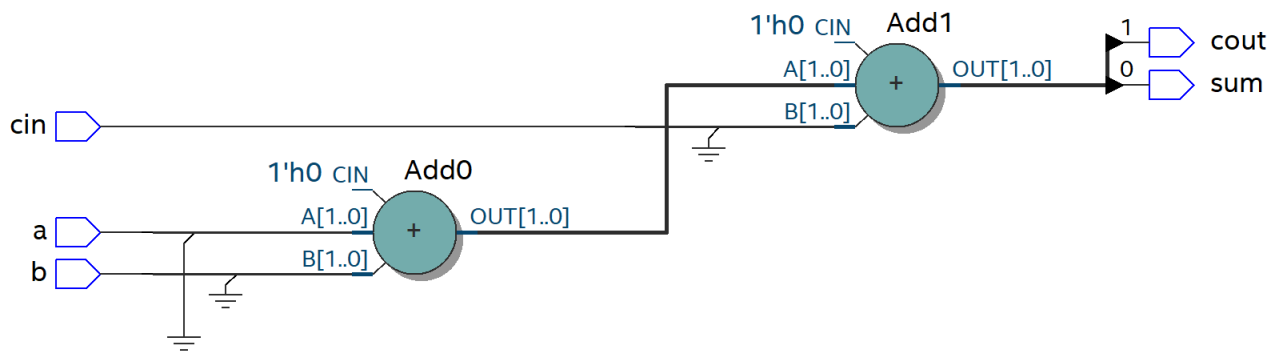 1'h0 CIN Add1
A[1..0] OUT[1..0] 1 cout
B[1..0] 0 sum
cin
1'h0 CIN Add0
a A[1..0] OUT[1..0]
b B[1..0]
+
+